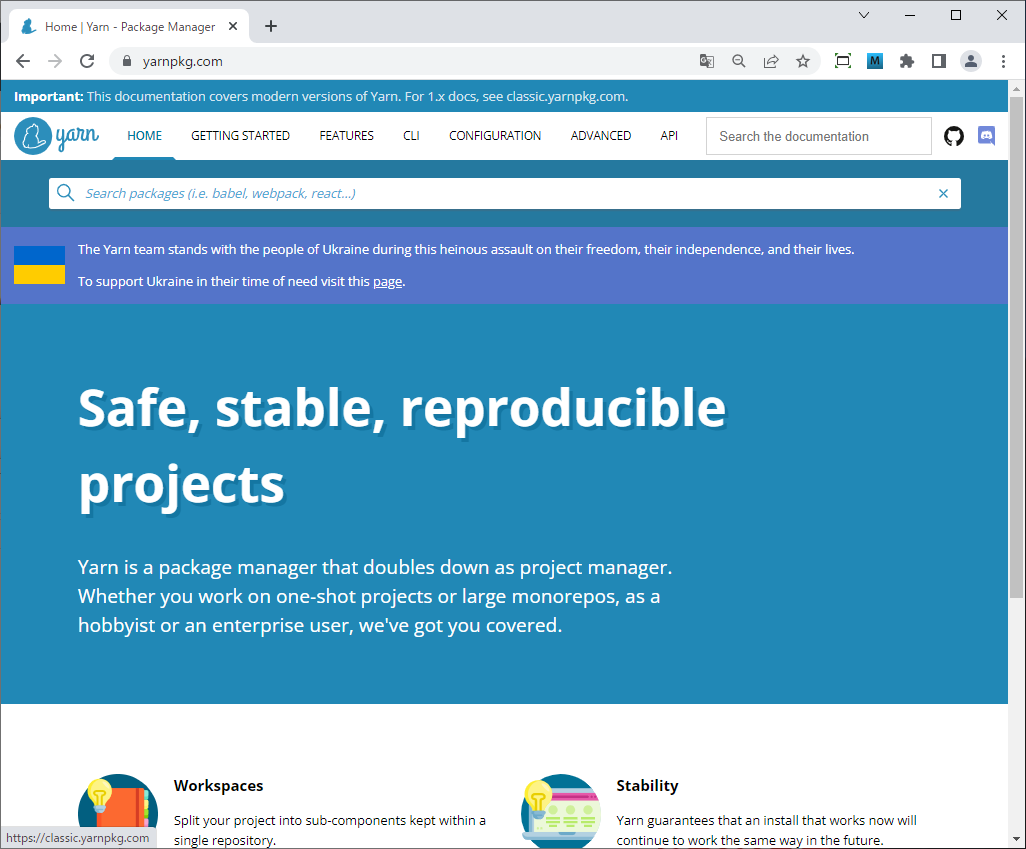 Home | Yarn - Package Manager
yarnpkg.com
M
Important: This documentation covers modern versions of Yarn. For 1.x docs, see classic.yarnpkg.com.
yarn HOME GETTING STARTED FEATURES CLI CONFIGURATION ADVANCED API Search the documentation
Search packages (i.e. babel, webpack, react...)
The Yarn team stands with the people of Ukraine during this heinous assault on their freedom, their independence, and their lives.
To support Ukraine in their time of need visit this page.
Safe, stable, reproducible
projects
Yarn is a package manager that doubles down as project manager.
Whether you work on one-shot projects or large monorepos, as a
hobbyist or an enterprise user, we've got you covered.
Workspaces
Split your project into sub-components kept within a
single repository.
Stability
Yarn guarantees that an install that works now will
continue to work the same way in the future.
https://classic.yarnpkg.com